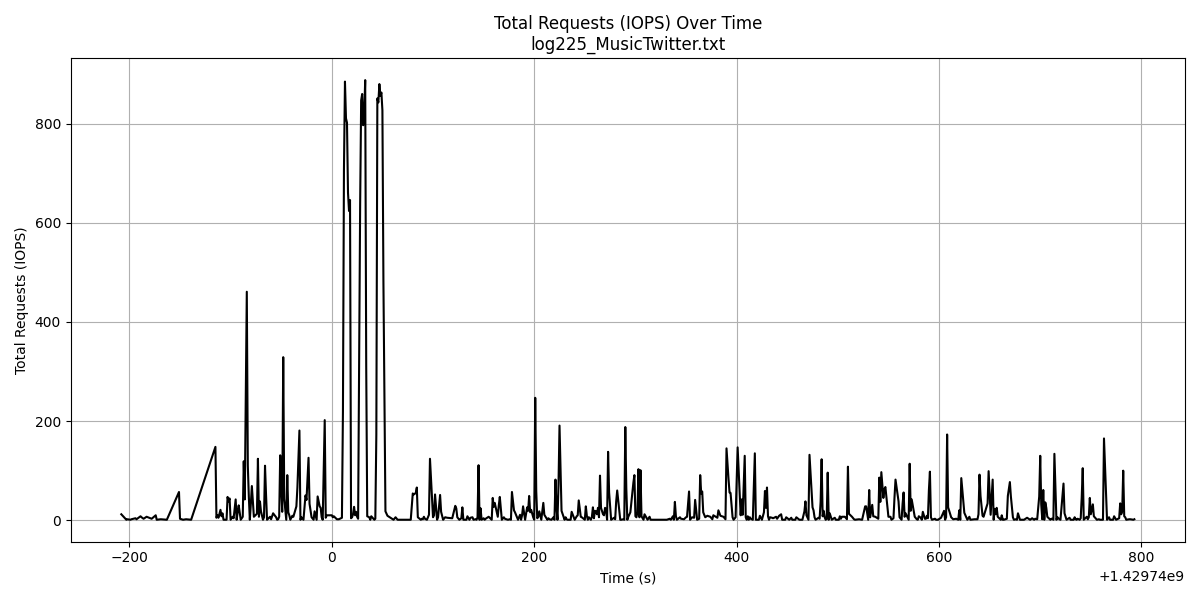 Total Requests (IOPS) Over Time
log225_MusicTwitter.txt
Total Requests (IOPS)
800
600
400
200
0
−200
0
200
400
600
800
Time (s)
+1.42974e9